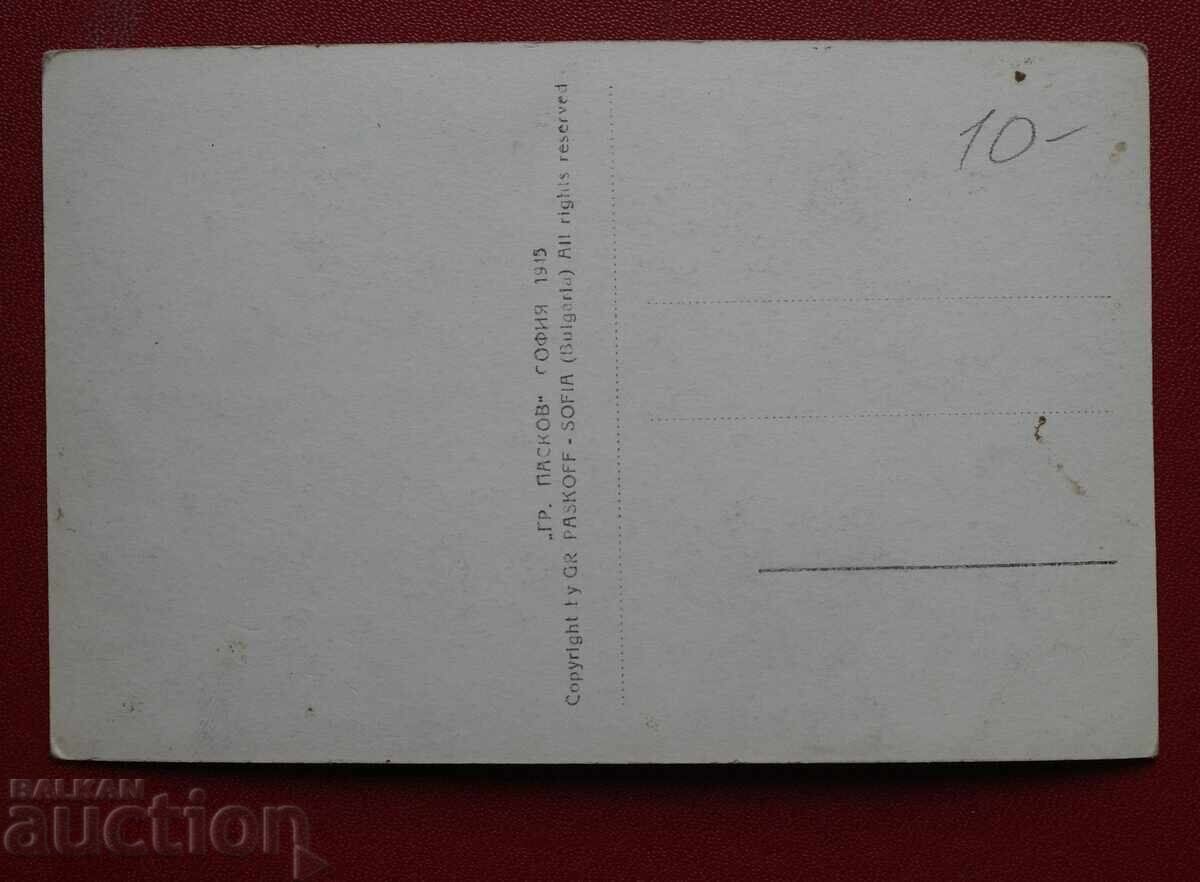 „ГР. ПАСКОВ“ СОФИЯ 1915
Copyright by GR PASKOFF - SOFIA (Bulgaria) All rights reserved
10-
BALKAN
auction